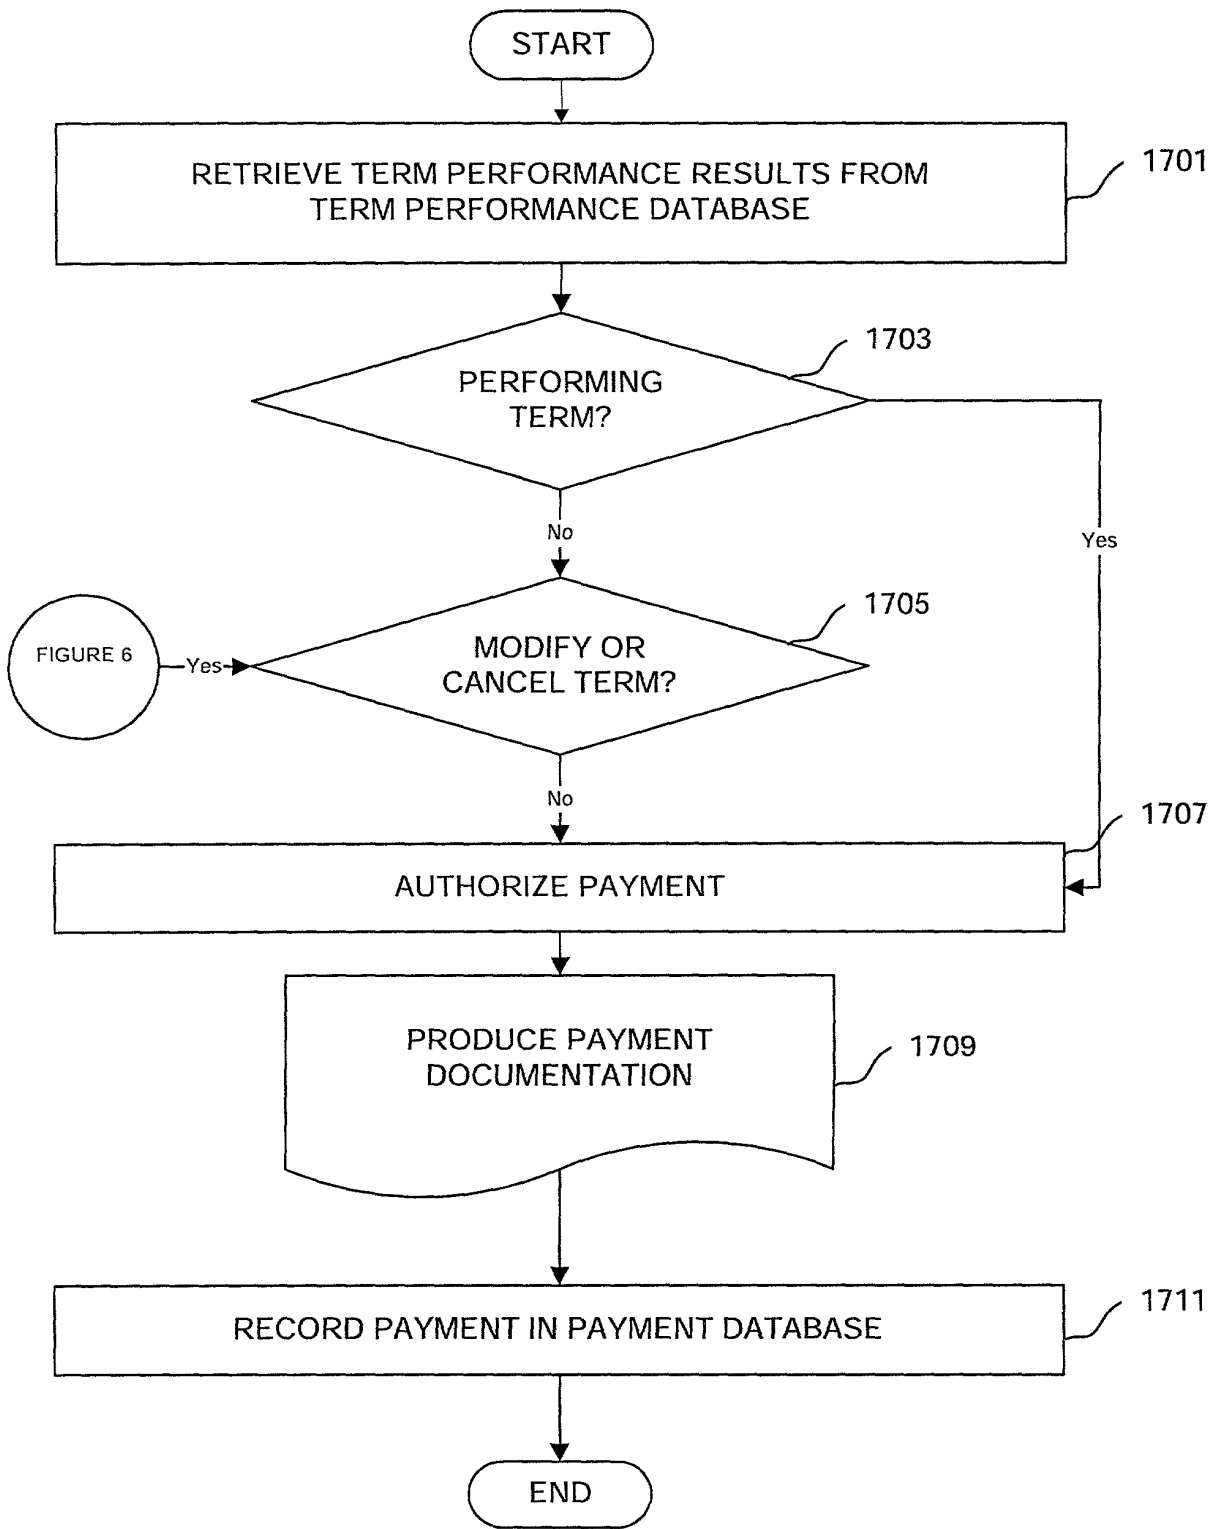 START
RETRIEVE TERM PERFORMANCE RESULTS FROM
TERM PERFORMANCE DATABASE
1701
1703
PERFORMING
TERM?
No
Yes
1705
FIGURE 6
Yes
MODIFY OR
CANCEL TERM?
No
1707
AUTHORIZE PAYMENT
PRODUCE PAYMENT
DOCUMENTATION
1709
1711
RECORD PAYMENT IN PAYMENT DATABASE
END